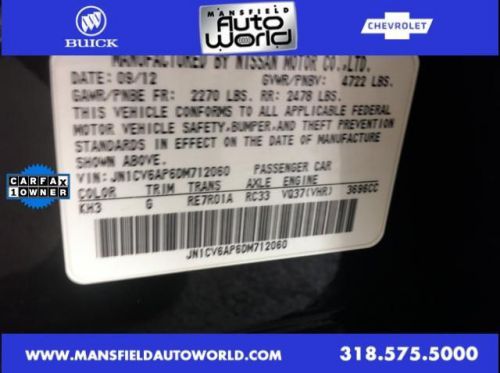 BUICK
MANSFIELD
Auto
World
CHEVROLET
MANUFACTURED BY NISSAN MOTOR CO.,LTD.
DATE: 09/12 GVWR/PNBV: 4722 LBS.
GAWR/PNBE FR: 2270 LBS. RR: 2478 LBS.
THIS VEHICLE CONFORMS TO ALL APPLICABLE FEDERAL
MOTOR VEHICLE SAFETY, BUMPER, AND THEFT PREVENTION
STANDARDS IN EFFECT ON THE DATE OF MANUFACTURE
SHOWN ABOVE.
VIN: JN1CV6AP6DM712060 PASSENGER CAR
COLOR TRIM TRANS AXLE ENGINE
KH3 G RE7R01A RC33 VQ37(VHR) 3696CC
JN1CV6AP6DM712060
CARFAX
1 OWNER
WWW.MANSFIELDAUTOWORLD.COM 318.575.5000